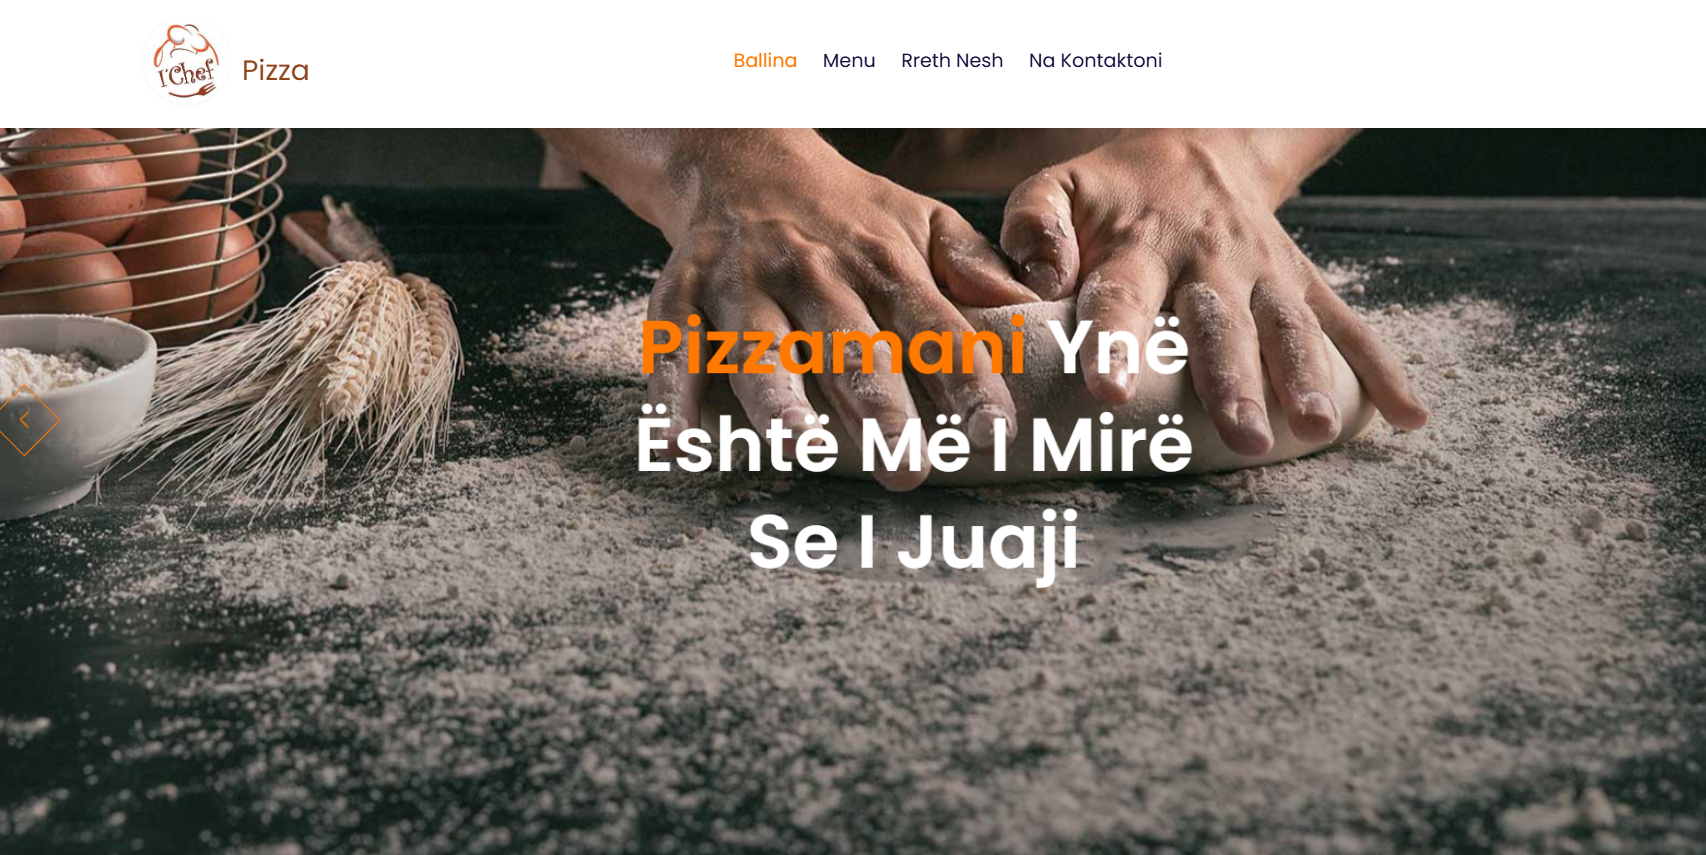 I'Chef
Pizza
Ballina Menu Rreth Nesh Na Kontaktoni
Pizzamani Ynë
Është Më I Mirë
Se I Juaji